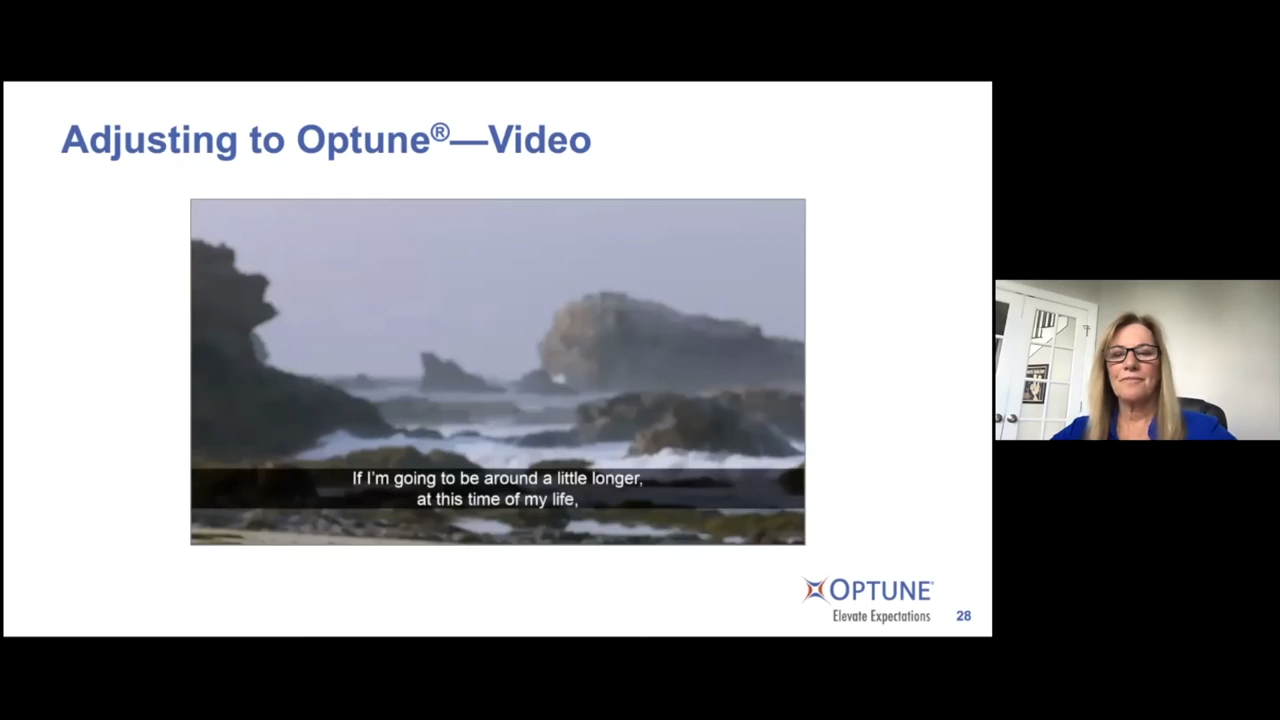 Adjusting to Optune®—Video
If I'm going to be around a little longer,
at this time of my life,
OPTUNE®
Elevate Expectations
28